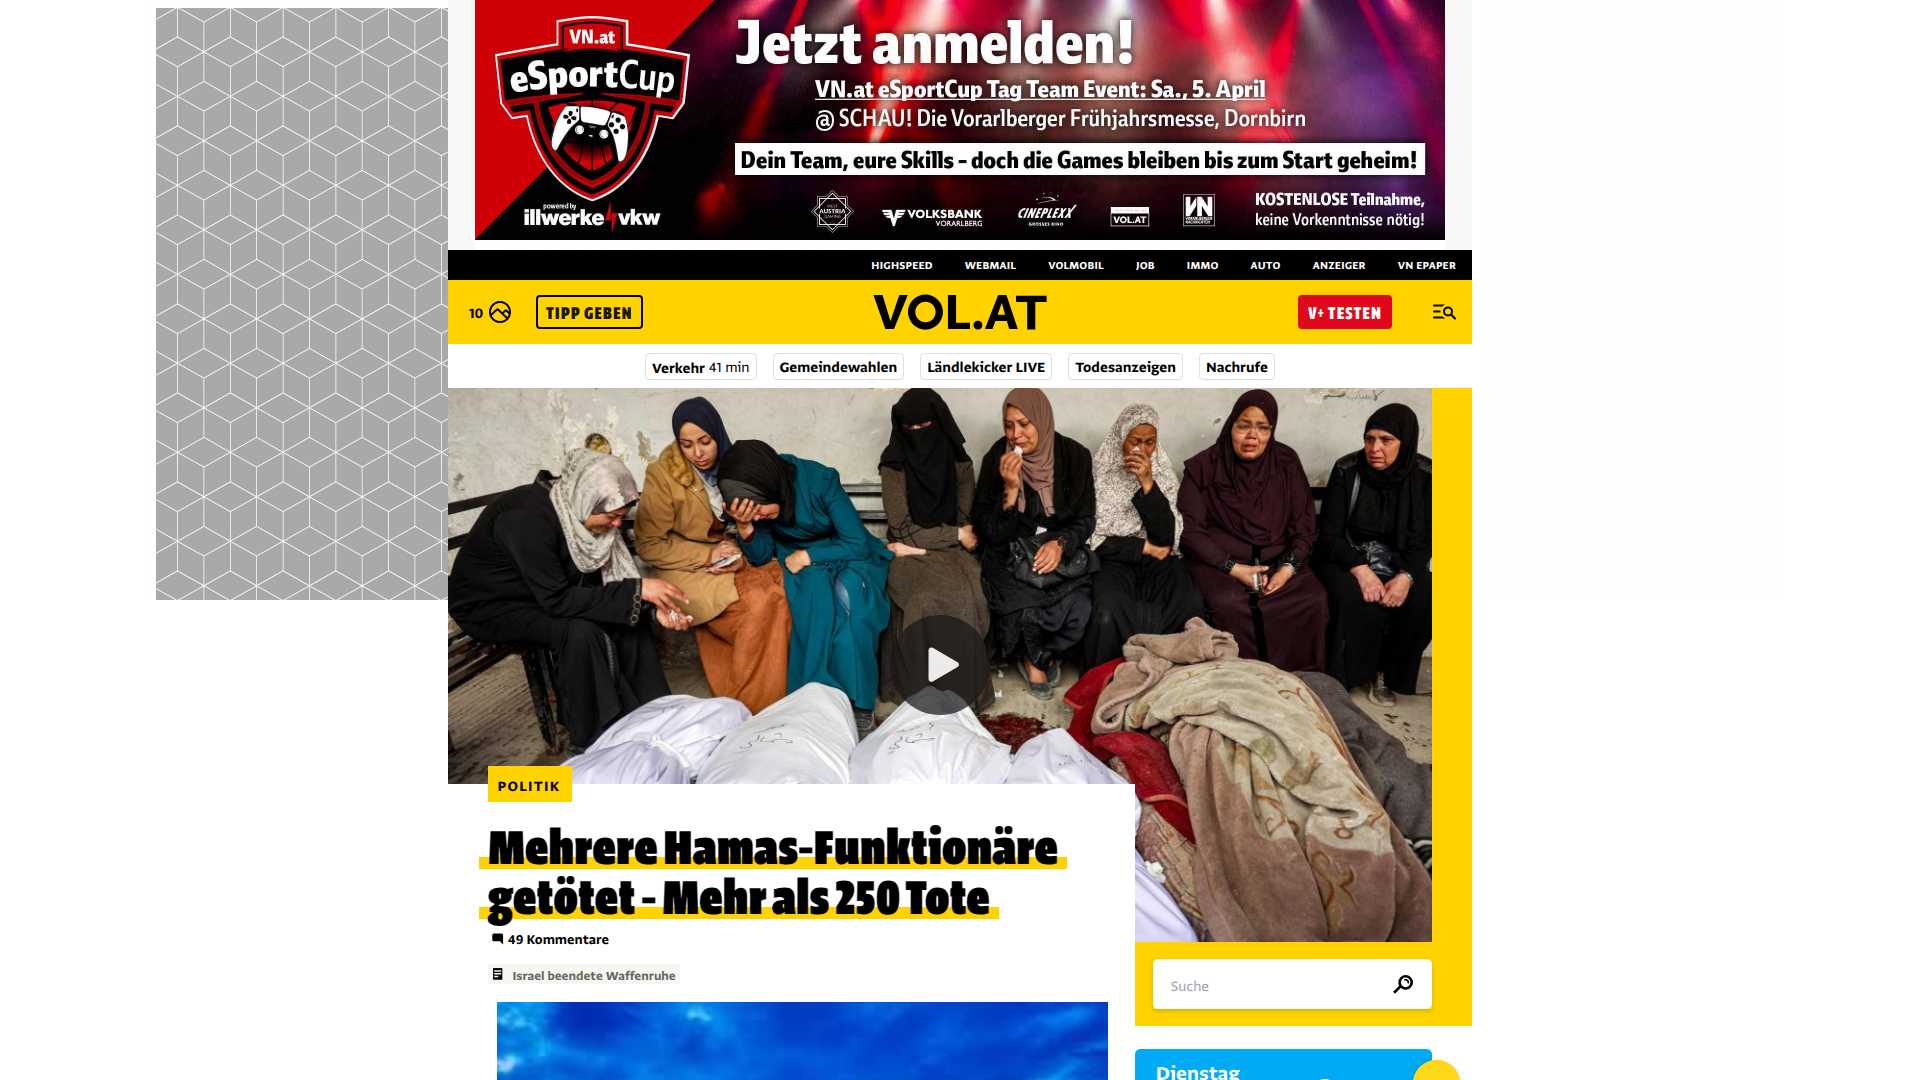 VN.at
eSportCup
powered by
illwerke vkw
Jetzt anmelden!
VN.at eSportCup Tag Team Event: Sa., 5. April
@ SCHAU! Die Vorarlberger Frühjahrsmesse, Dornbirn
Dein Team, eure Skills – doch die Games bleiben bis zum Start geheim!
AUSTRIA
VOLKSBANK
VORARLBERG
CINEPLEXX
VOL.AT
VN
KOSTENLOSE Teilnahme,
keine Vorkenntnisse nötig!
HIGHSPEED WEBMAIL VOLMOBIL JOB IMMO AUTO ANZEIGER VN EPAPER
10 TIPP GEBEN VOL.AT V+ TESTEN
Verkehr 41 min Gemeindewahlen Ländlekicker LIVE Todesanzeigen Nachrufe
POLITIK
Mehrere Hamas-Funktionäre
getötet – Mehr als 250 Tote
49 Kommentare
Israel beendete Waffenruhe
Suche
Dienstag